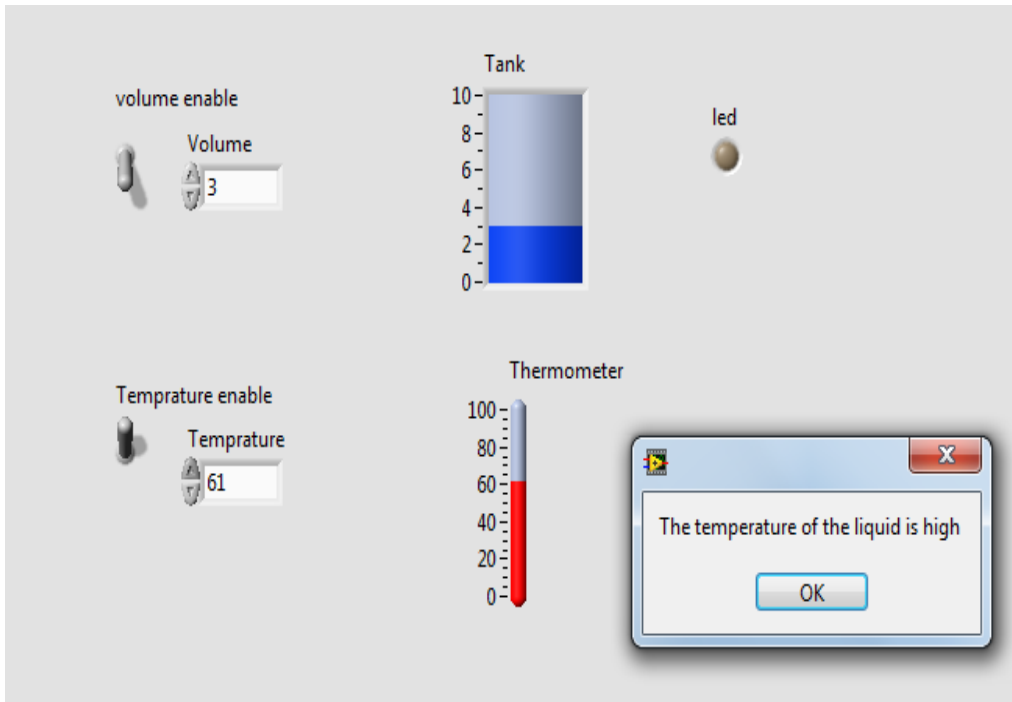 volume enable
Volume
3
Tank
10
8
6
4
2
0
led
Temprature enable
Temprature
61
Thermometer
100
80
60
40
20
0
The temperature of the liquid is high
OK